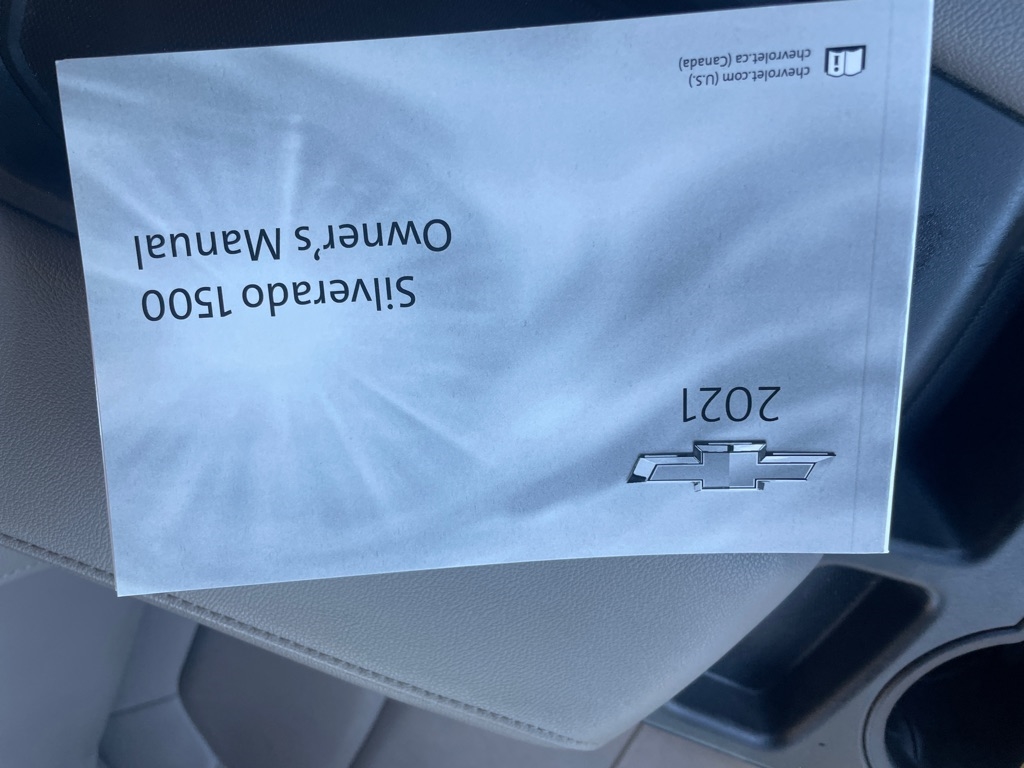 2021
Silverado 1500
Owner's Manual
chevrolet.com (U.S.)
chevrolet.ca (Canada)